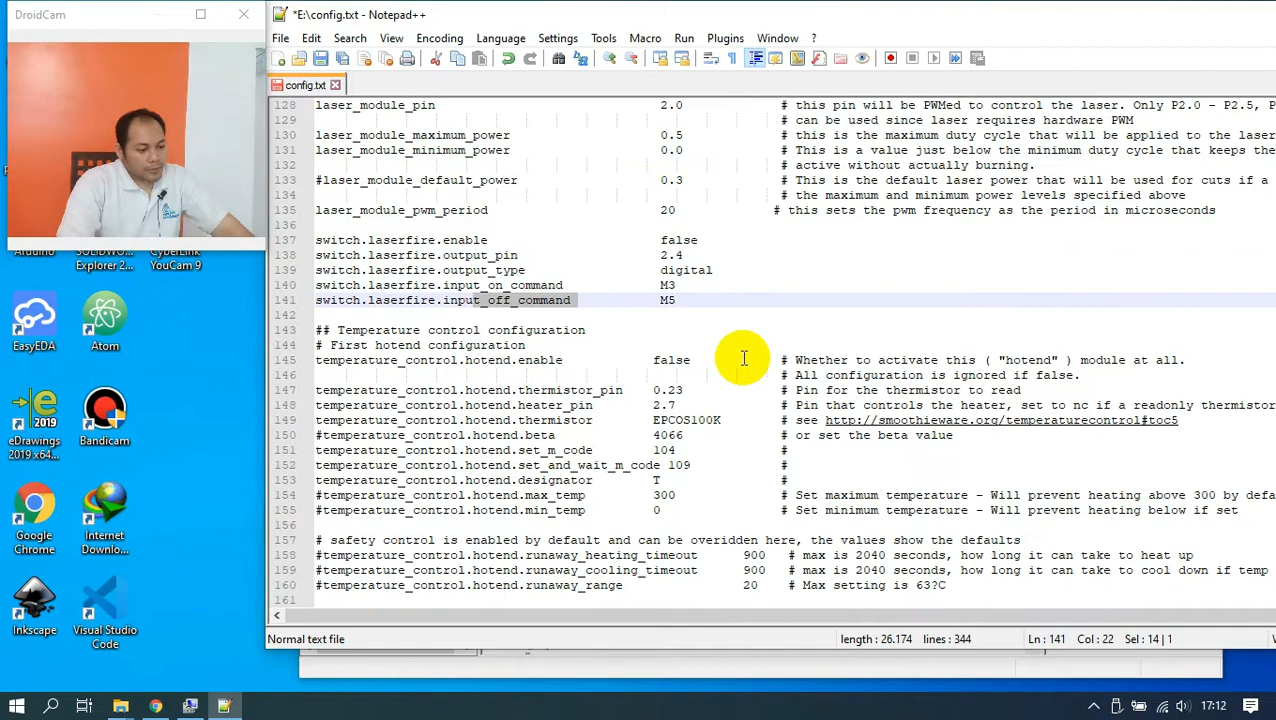 DroidCam
*E:\config.txt - Notepad++
File Edit Search View Encoding Language Settings Tools Macro Run Plugins Window ?
config.txt
128 laser_module_pin 2.0 # this pin will be PWMed to control the laser. Only P2.0 - P2.5, P
129 # can be used since laser requires hardware PWM
130 laser_module_maximum_power 0.5 # this is the maximum duty cycle that will be applied to the laser
131 laser_module_minimum_power 0.0 # This is a value just below the minimum duty cycle that keeps the
132 # active without actually burning.
133 #laser_module_default_power 0.3 # This is the default laser power that will be used for cuts if a
134 # the maximum and minimum power levels specified above
135 laser_module_pwm_period 20 # this sets the pwm frequency as the period in microseconds
136
137 switch.laserfire.enable false
138 switch.laserfire.output_pin 2.4
139 switch.laserfire.output_type digital
140 switch.laserfire.input_on_command M3
141 switch.laserfire.input_off_command M5
142
143 ## Temperature control configuration
144 # First hotend configuration
145 temperature_control.hotend.enable false # Whether to activate this ( "hotend" ) module at all.
146 # All configuration is ignored if false.
147 temperature_control.hotend.thermistor_pin 0.23 # Pin for the thermistor to read
148 temperature_control.hotend.heater_pin 2.7 # Pin that controls the heater, set to nc if a readonly thermistor
149 temperature_control.hotend.thermistor EPCOS100K # see http://smoothieware.org/temperaturecontrol#toc5
150 #temperature_control.hotend.beta 4066 # or set the beta value
151 temperature_control.hotend.set_m_code 104 #
152 temperature_control.hotend.set_and_wait_m_code 109 #
153 temperature_control.hotend.designator T #
154 #temperature_control.hotend.max_temp 300 # Set maximum temperature - Will prevent heating above 300 by defa
155 #temperature_control.hotend.min_temp 0 # Set minimum temperature - Will prevent heating below if set
156
157 # safety control is enabled by default and can be overidden here, the values show the defaults
158 #temperature_control.hotend.runaway_heating_timeout 900 # max is 2040 seconds, how long it can take to heat up
159 #temperature_control.hotend.runaway_cooling_timeout 900 # max is 2040 seconds, how long it can take to cool down if temp
160 #temperature_control.hotend.runaway_range 20 # Max setting is 63?C
161
Normal text file length : 26.174 lines : 344 Ln : 141 Col : 22 Sel : 14 | 1
Arduino SOLIDWO... Explorer 2... CyberLink YouCam 9
EasyEDA Atom
eDrawings 2019 x64... Bandicam
Google Chrome Internet Downlo...
Inkscape Visual Studio Code
17:12